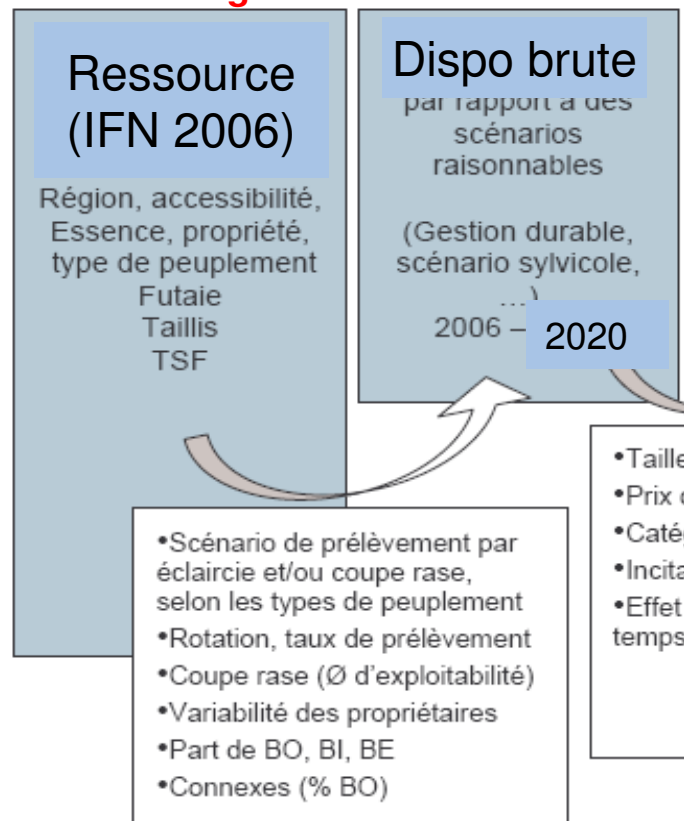 Ressource
(IFN 2006)
Région, accessibilité,
Essence, propriété,
type de peuplement
Futaie
Taillis
TSF
Dispo brute
par rapport à des
scénarios
raisonnables
(Gestion durable,
scénario sylvicole,
...)
2006 – 2020
•Scénario de prélèvement par
éclaircie et/ou coupe rase,
selon les types de peuplement
•Rotation, taux de prélèvement
•Coupe rase (Ø d'exploitabilité)
•Variabilité des propriétaires
•Part de BO, BI, BE
•Connexes (% BO)
•Taille
•Prix
•Effet
temps